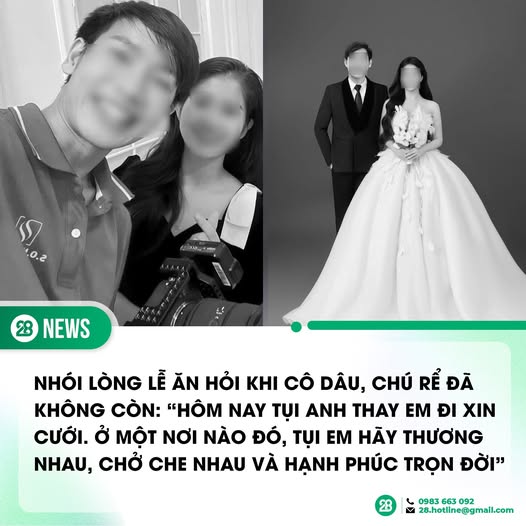 S.O.S
28 NEWS
NHÓI LÒNG LỄ ĂN HỎI KHI CÔ DÂU, CHÚ RỂ ĐÃ
KHÔNG CÒN: “HÔM NAY TỤI ANH THAY EM ĐI XIN
CƯỚI. Ở MỘT NƠI NÀO ĐÓ, TỤI EM HÃY THƯƠNG
NHAU, CHỞ CHE NHAU VÀ HẠNH PHÚC TRỌN ĐỜI”
28
0983 663 092
28.hotline@gmail.com